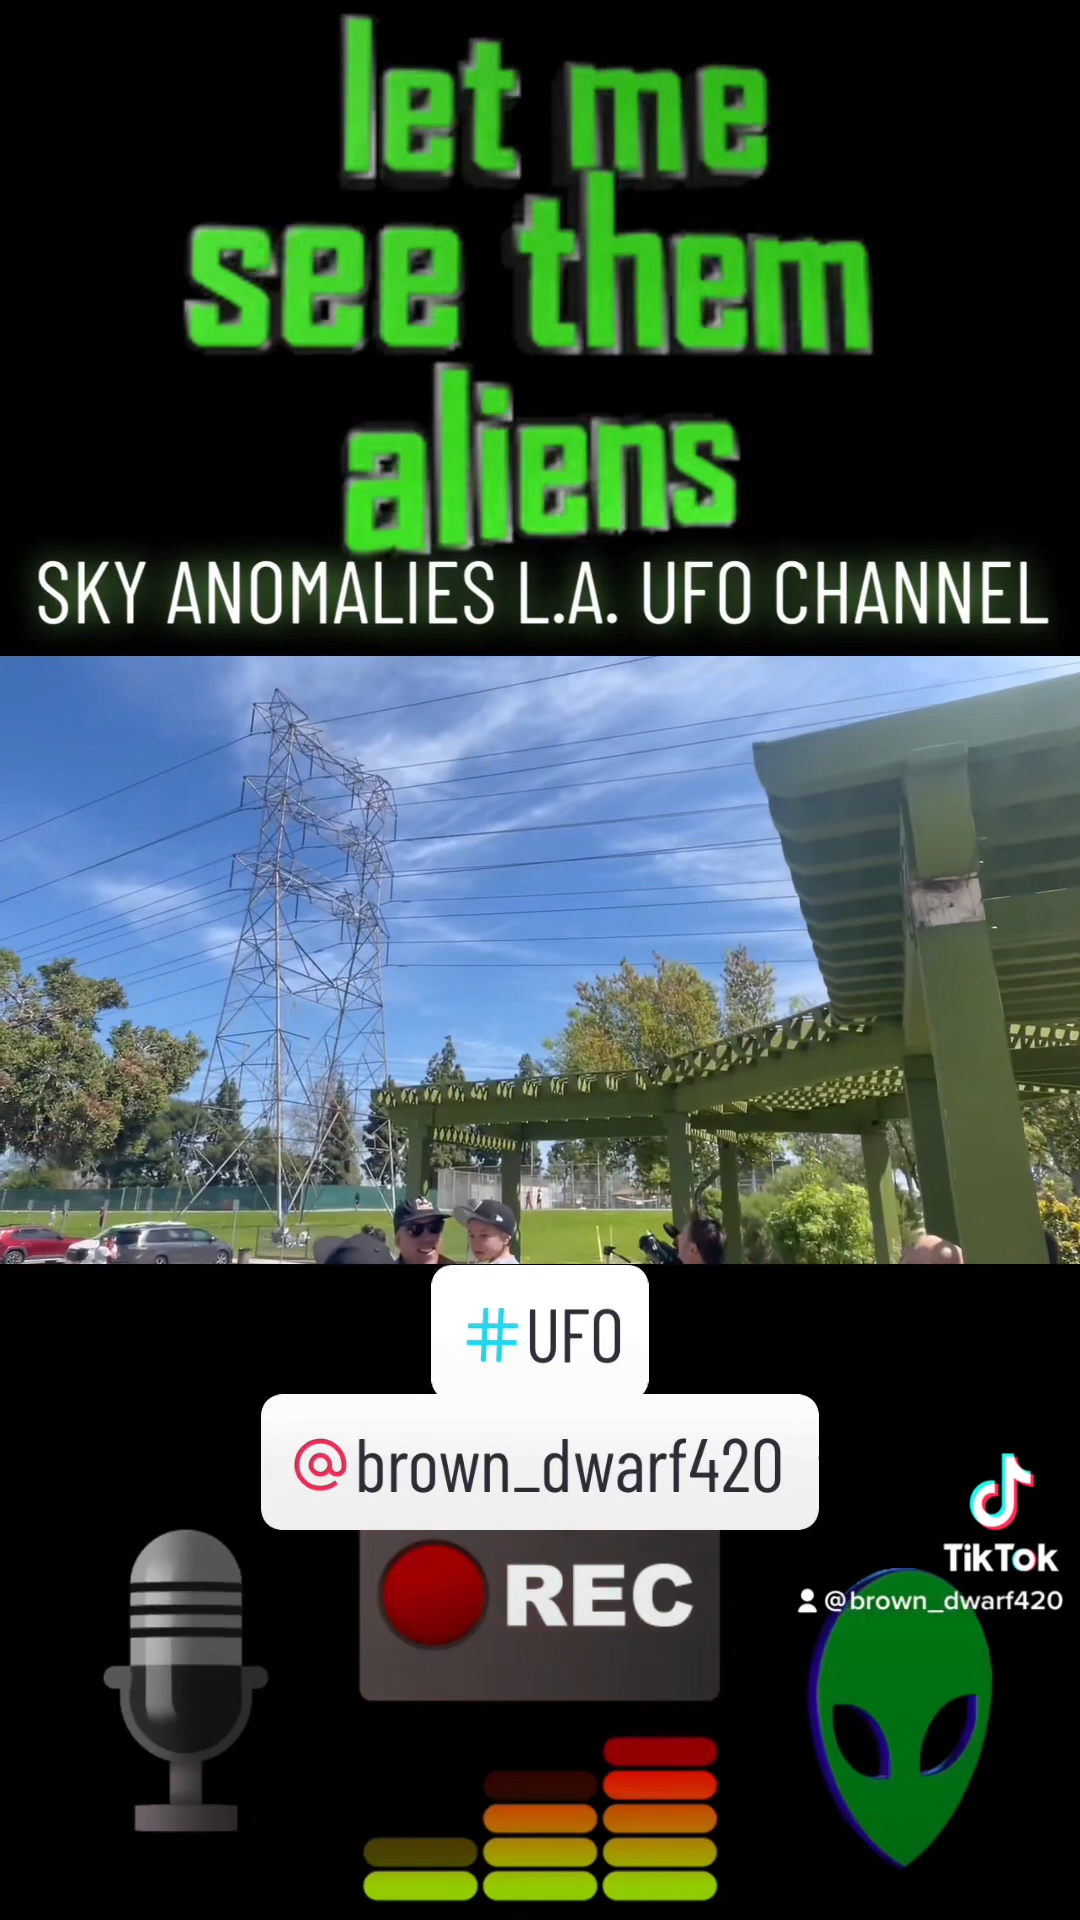 let me
see them
aliens
SKY ANOMALIES L.A. UFO CHANNEL
#UFO
@brown_dwarf420
REC
TikTok
@brown_dwarf420